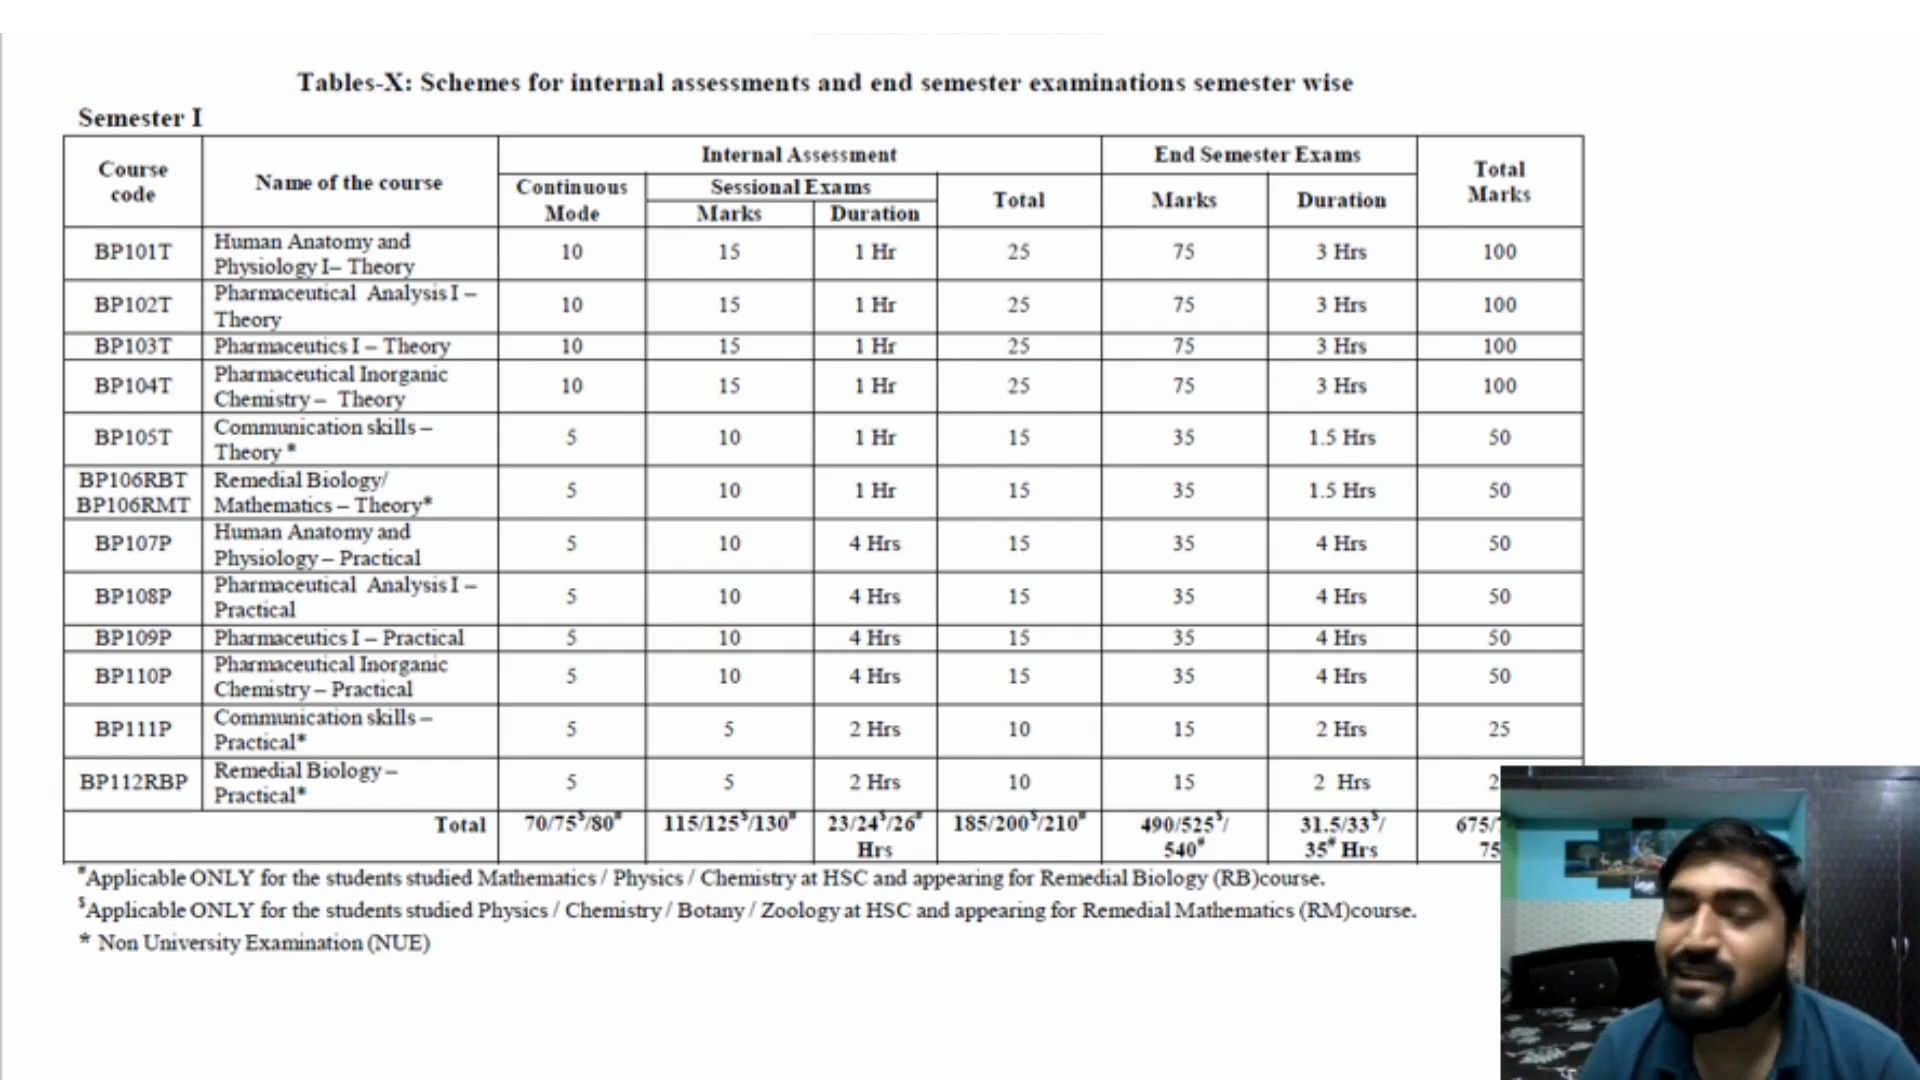 Tables-X: Schemes for internal assessments and end semester examinations semester wise
Semester I
Course code | Name of the course | Internal Assessment | End Semester Exams | Total Marks
Continuous Mode | Sessional Exams | Total | Marks | Duration
Marks | Duration
BP101T | Human Anatomy and Physiology I– Theory | 10 | 15 | 1 Hr | 25 | 75 | 3 Hrs | 100
BP102T | Pharmaceutical Analysis I – Theory | 10 | 15 | 1 Hr | 25 | 75 | 3 Hrs | 100
BP103T | Pharmaceutics I – Theory | 10 | 15 | 1 Hr | 25 | 75 | 3 Hrs | 100
BP104T | Pharmaceutical Inorganic Chemistry – Theory | 10 | 15 | 1 Hr | 25 | 75 | 3 Hrs | 100
BP105T | Communication skills – Theory * | 5 | 10 | 1 Hr | 15 | 35 | 1.5 Hrs | 50
BP106RBT BP106RMT | Remedial Biology/ Mathematics – Theory* | 5 | 10 | 1 Hr | 15 | 35 | 1.5 Hrs | 50
BP107P | Human Anatomy and Physiology – Practical | 5 | 10 | 4 Hrs | 15 | 35 | 4 Hrs | 50
BP108P | Pharmaceutical Analysis I – Practical | 5 | 10 | 4 Hrs | 15 | 35 | 4 Hrs | 50
BP109P | Pharmaceutics I – Practical | 5 | 10 | 4 Hrs | 15 | 35 | 4 Hrs | 50
BP110P | Pharmaceutical Inorganic Chemistry – Practical | 5 | 10 | 4 Hrs | 15 | 35 | 4 Hrs | 50
BP111P | Communication skills – Practical* | 5 | 5 | 2 Hrs | 10 | 15 | 2 Hrs | 25
BP112RBP | Remedial Biology – Practical* | 5 | 5 | 2 Hrs | 10 | 15 | 2 Hrs
Total | 70/75$/80# | 115/125$/130# | 23/24$/26# Hrs | 185/200$/210# | 490/525$/ 540# | 31.5/33$/ 35# Hrs | 675/
#Applicable ONLY for the students studied Mathematics / Physics / Chemistry at HSC and appearing for Remedial Biology (RB)course.
$Applicable ONLY for the students studied Physics / Chemistry / Botany / Zoology at HSC and appearing for Remedial Mathematics (RM)course.
* Non University Examination (NUE)